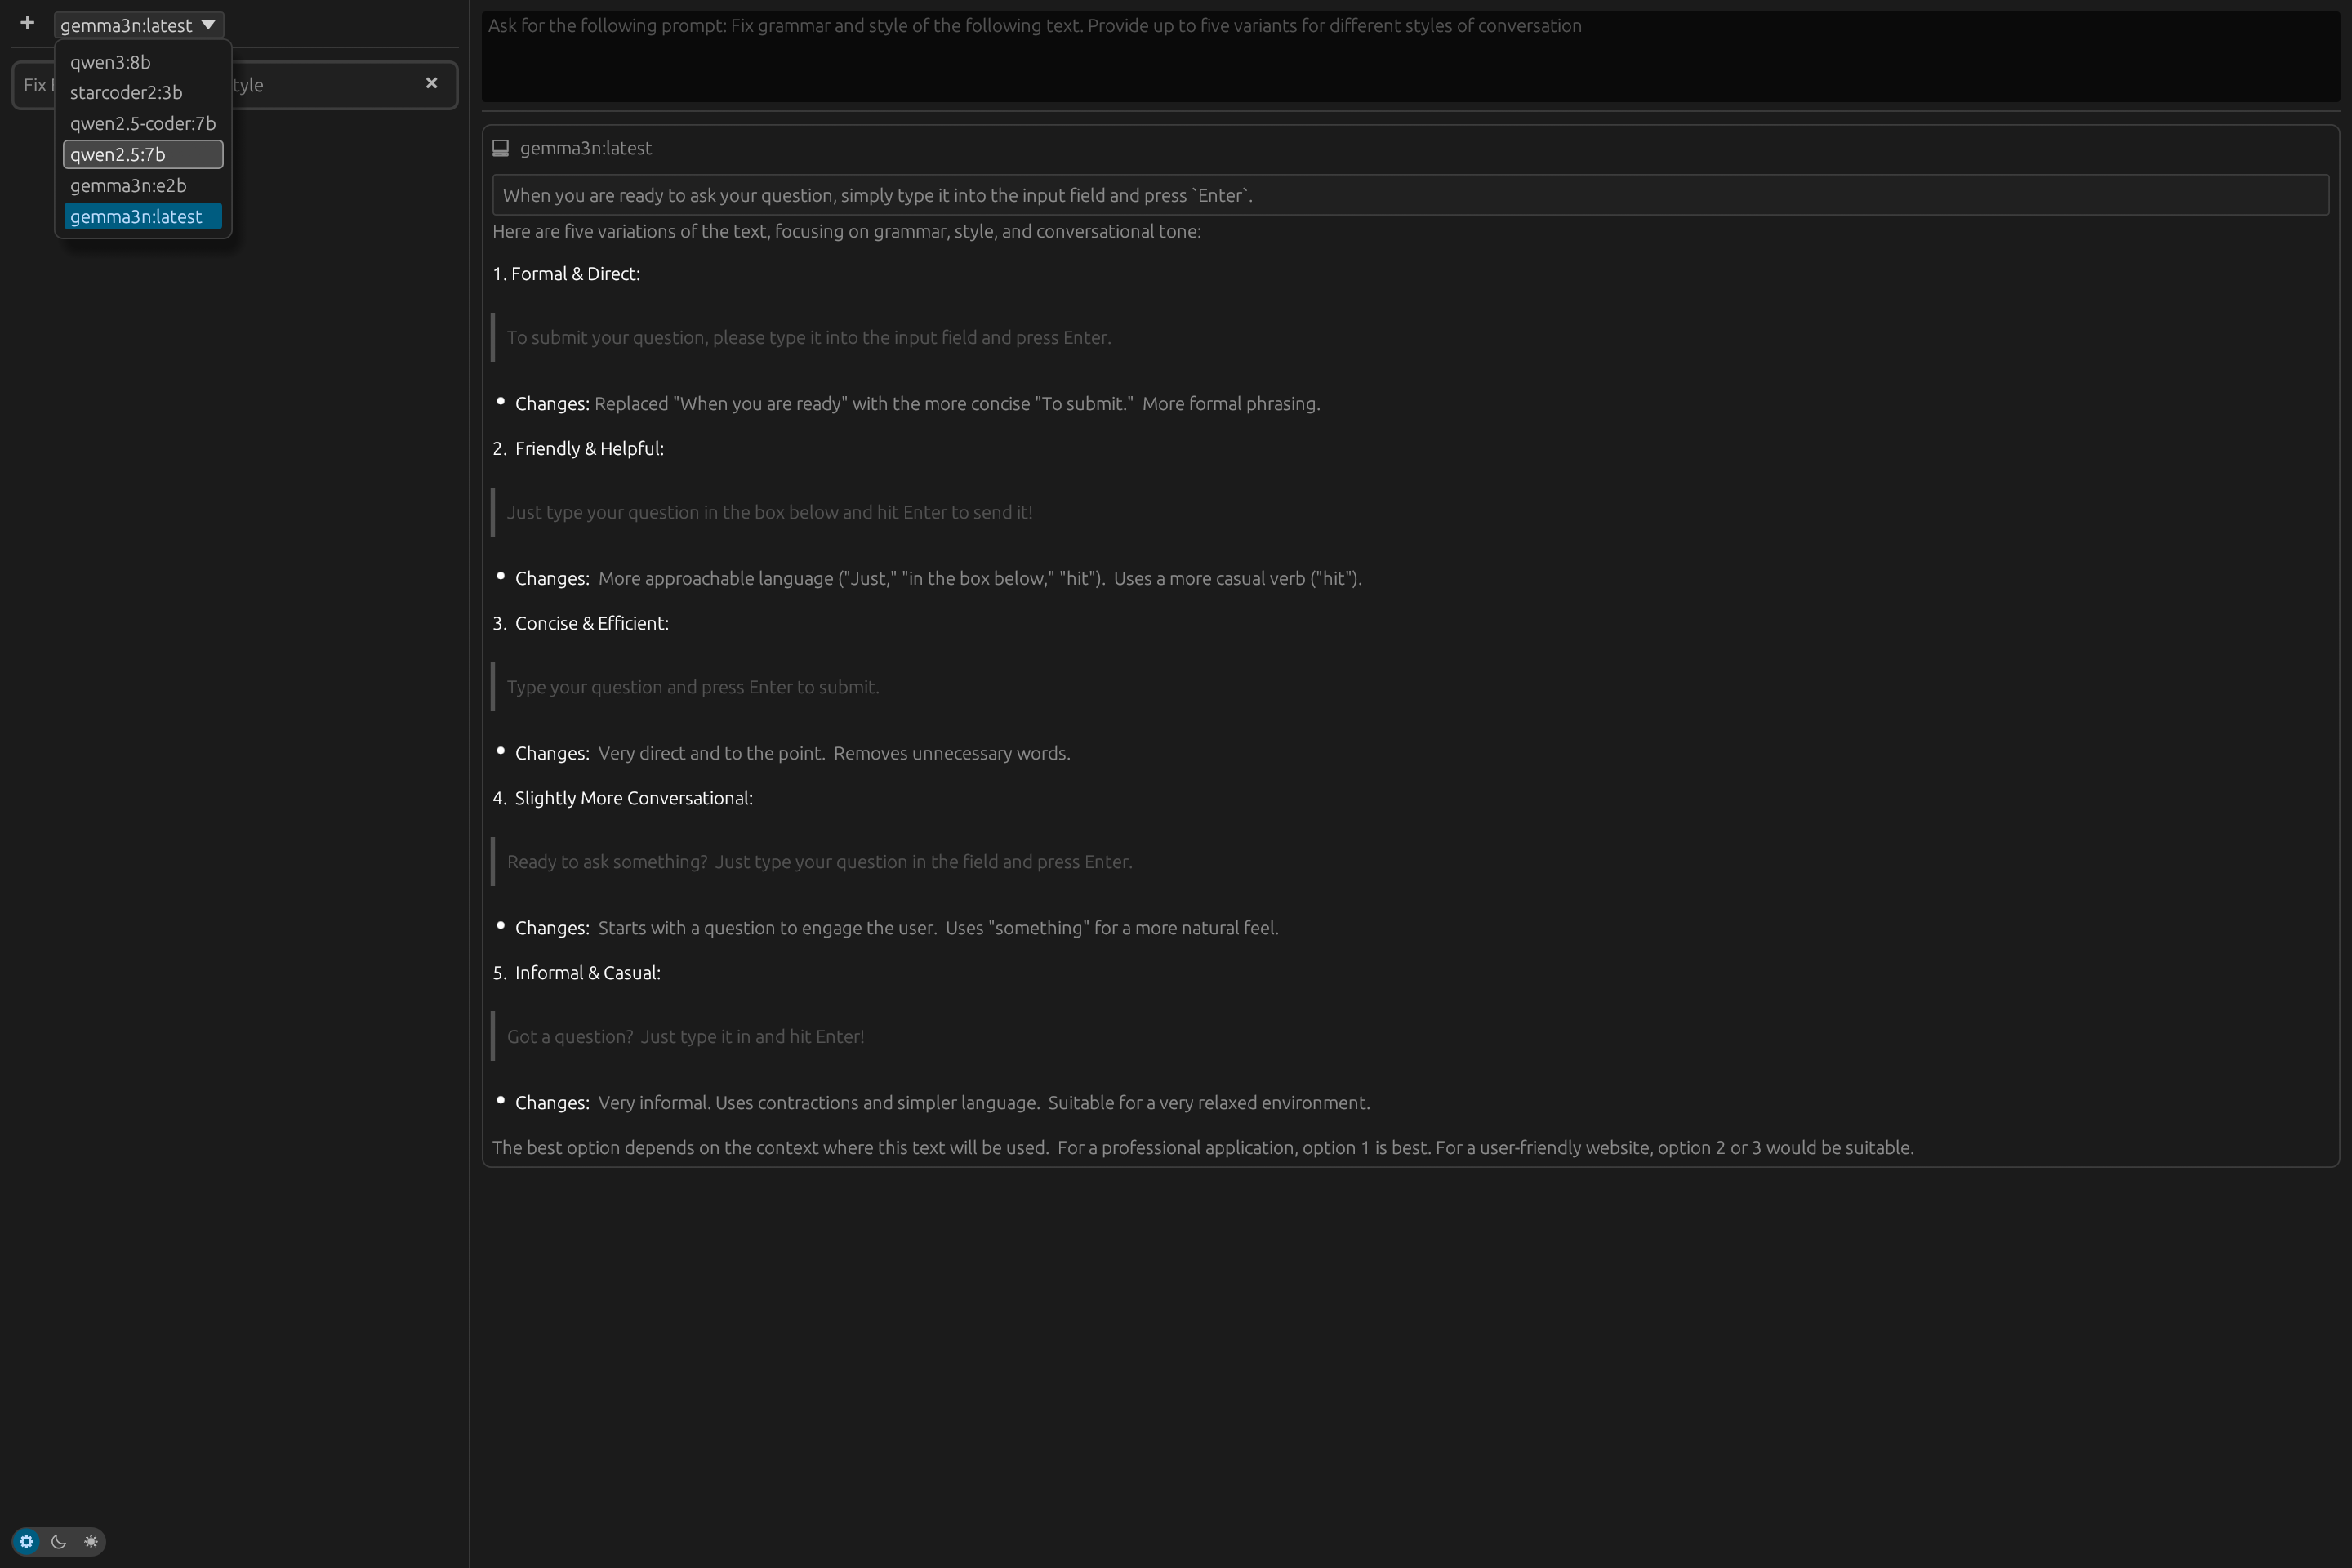 + gemma3n:latest
qwen3:8b
starcoder2:3b
qwen2.5-coder:7b
qwen2.5:7b
gemma3n:e2b
gemma3n:latest
Fix
tyle ×
Ask for the following prompt: Fix grammar and style of the following text. Provide up to five variants for different styles of conversation
gemma3n:latest
When you are ready to ask your question, simply type it into the input field and press `Enter`.
Here are five variations of the text, focusing on grammar, style, and conversational tone:
1. Formal & Direct:
To submit your question, please type it into the input field and press Enter.
• Changes: Replaced "When you are ready" with the more concise "To submit." More formal phrasing.
2. Friendly & Helpful:
Just type your question in the box below and hit Enter to send it!
• Changes: More approachable language ("Just," "in the box below," "hit"). Uses a more casual verb ("hit").
3. Concise & Efficient:
Type your question and press Enter to submit.
• Changes: Very direct and to the point. Removes unnecessary words.
4. Slightly More Conversational:
Ready to ask something? Just type your question in the field and press Enter.
• Changes: Starts with a question to engage the user. Uses "something" for a more natural feel.
5. Informal & Casual:
Got a question? Just type it in and hit Enter!
• Changes: Very informal. Uses contractions and simpler language. Suitable for a very relaxed environment.
The best option depends on the context where this text will be used. For a professional application, option 1 is best. For a user-friendly website, option 2 or 3 would be suitable.